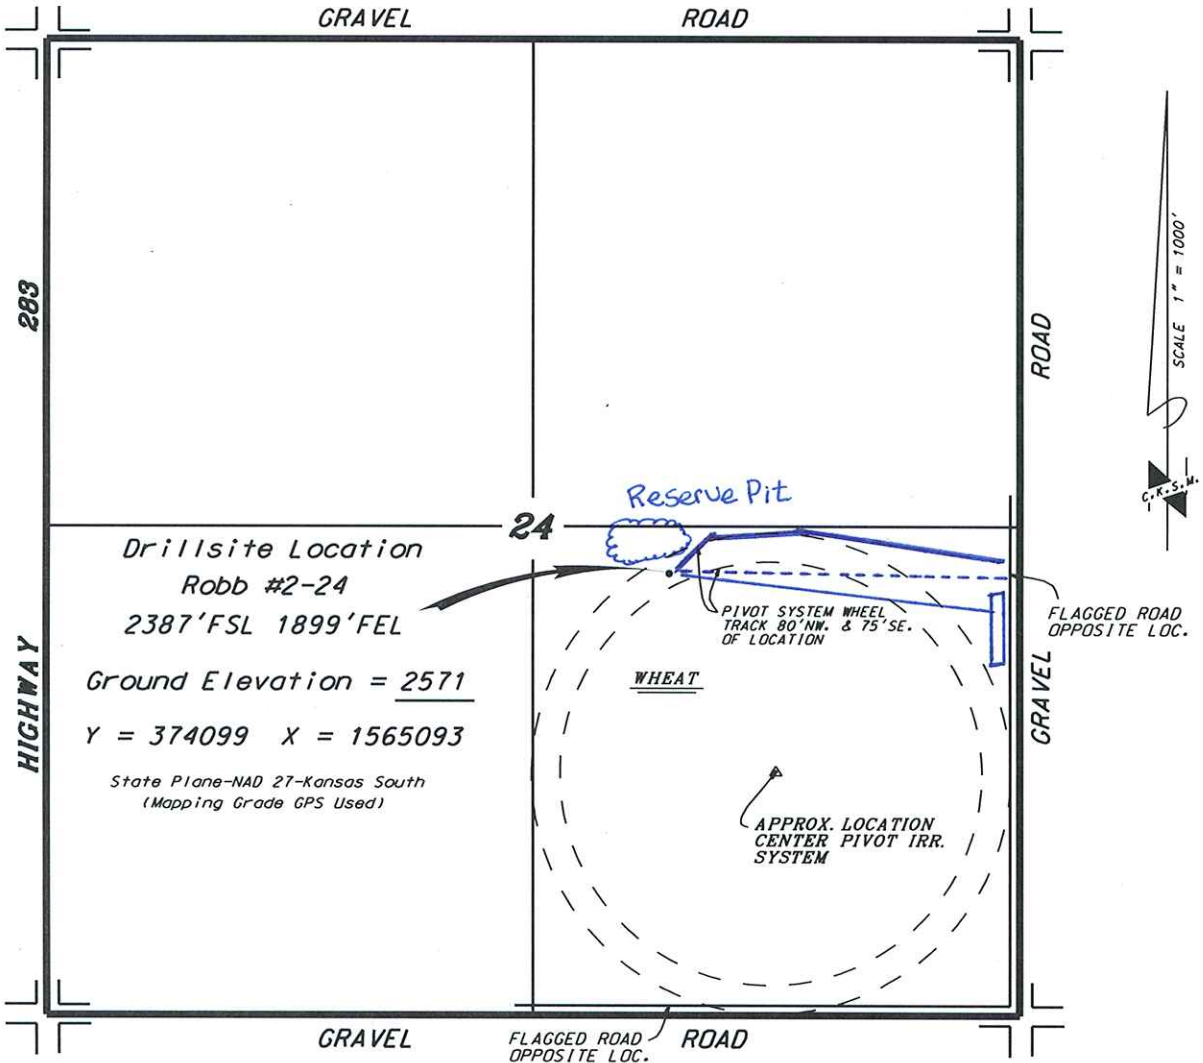 GRAVEL ROAD
283
ROAD
SCALE 1" = 1000'
C.K.S.M.
Reserve Pit
24
Drillsite Location
Robb #2-24
2387'FSL 1899'FEL
Ground Elevation = 2571
Y = 374099 X = 1565093
State Plane-NAD 27-Kansas South
(Mapping Grade GPS Used)
PIVOT SYSTEM WHEEL
TRACK 80'NW. & 75'SE.
OF LOCATION
FLAGGED ROAD
OPPOSITE LOC.
HIGHWAY
WHEAT
GRAVEL
APPROX. LOCATION
CENTER PIVOT IRR.
SYSTEM
GRAVEL ROAD
FLAGGED ROAD
OPPOSITE LOC.